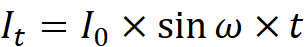 I_t = I_0 × sin ω × t